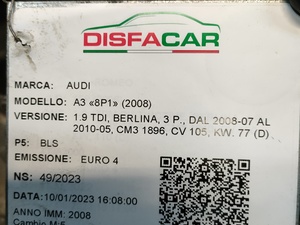 DISFACAR
MARCA: AUDI
MODELLO: A3 «8P1» (2008)
VERSIONE: 1.9 TDI, BERLINA, 3 P., DAL 2008-07 AL
2010-05, CM3 1896, CV 105, KW. 77 (D)
P5: BLS
EMISSIONE: EURO 4
NS: 49/2023
DATA: 10/01/2023 16:08:00
ANNO IMM: 2008
Cambio M:5